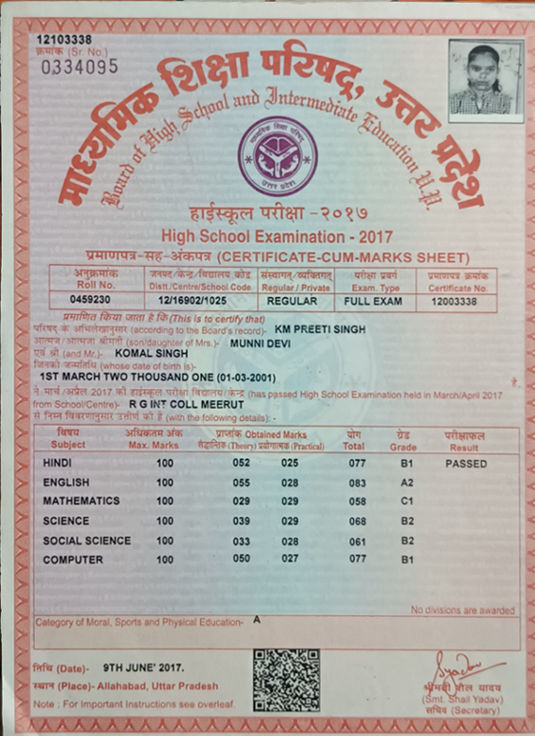 12103338
क्रमांक (Sr. No.)
0334095
माध्यमिक शिक्षा परिषद, उत्तर प्रदेश
Board of High School and Intermediate Education U.P.
माध्यमिक शिक्षा परिषद्
उत्तर प्रदेश
हाईस्कूल परीक्षा -२०१७
High School Examination - 2017
प्रमाणपत्र-सह-अंकपत्र (CERTIFICATE-CUM-MARKS SHEET)
अनुक्रमांक जनपद/केन्द्र/विद्यालय कोड संस्थागत/व्यक्तिगत परीक्षा प्रवर्ग प्रमाणपत्र क्रमांक
Roll No. Distt./Centre/School Code Regular / Private Exam. Type Certificate No.
0459230 12/16902/1025 REGULAR FULL EXAM 12003338
प्रमाणित किया जाता है कि (This is to certify that)
परिषद के अभिलेखानुसार (according to the Board's record)- KM PREETI SINGH
आत्मज/आत्मजा श्रीमती (son/daughter of Mrs.)- MUNNI DEVI
एवं श्री (and Mr.)- KOMAL SINGH
जिनकी जन्मतिथि (whose date of birth is)-
1ST MARCH TWO THOUSAND ONE (01-03-2001) है,
ने मार्च/अप्रैल 2017 की हाईस्कूल परीक्षा विद्यालय/केन्द्र (has passed High School Examination held in March/April 2017
from School/Centre)- R G INT COLL MEERUT
से निम्न विवरणानुसार उत्तीर्ण की है (with the following details): -
विषय अधिकतम अंक प्राप्तांक Obtained Marks योग ग्रेड परीक्षाफल
Subject Max. Marks सैद्धान्तिक (Theory) प्रयोगात्मक (Practical) Total Grade Result
HINDI 100 052 025 077 B1 PASSED
ENGLISH 100 055 028 083 A2
MATHEMATICS 100 029 029 058 C1
SCIENCE 100 039 029 068 B2
SOCIAL SCIENCE 100 033 028 061 B2
COMPUTER 100 050 027 077 B1
No divisions are awarded
Category of Moral, Sports and Physical Education- A
तिथि (Date)- 9TH JUNE' 2017.
स्थान (Place)- Allahabad, Uttar Pradesh
Note : For Important Instructions see overleaf.
श्रीमती शैल यादव
(Smt. Shail Yadav)
सचिव (Secretary)